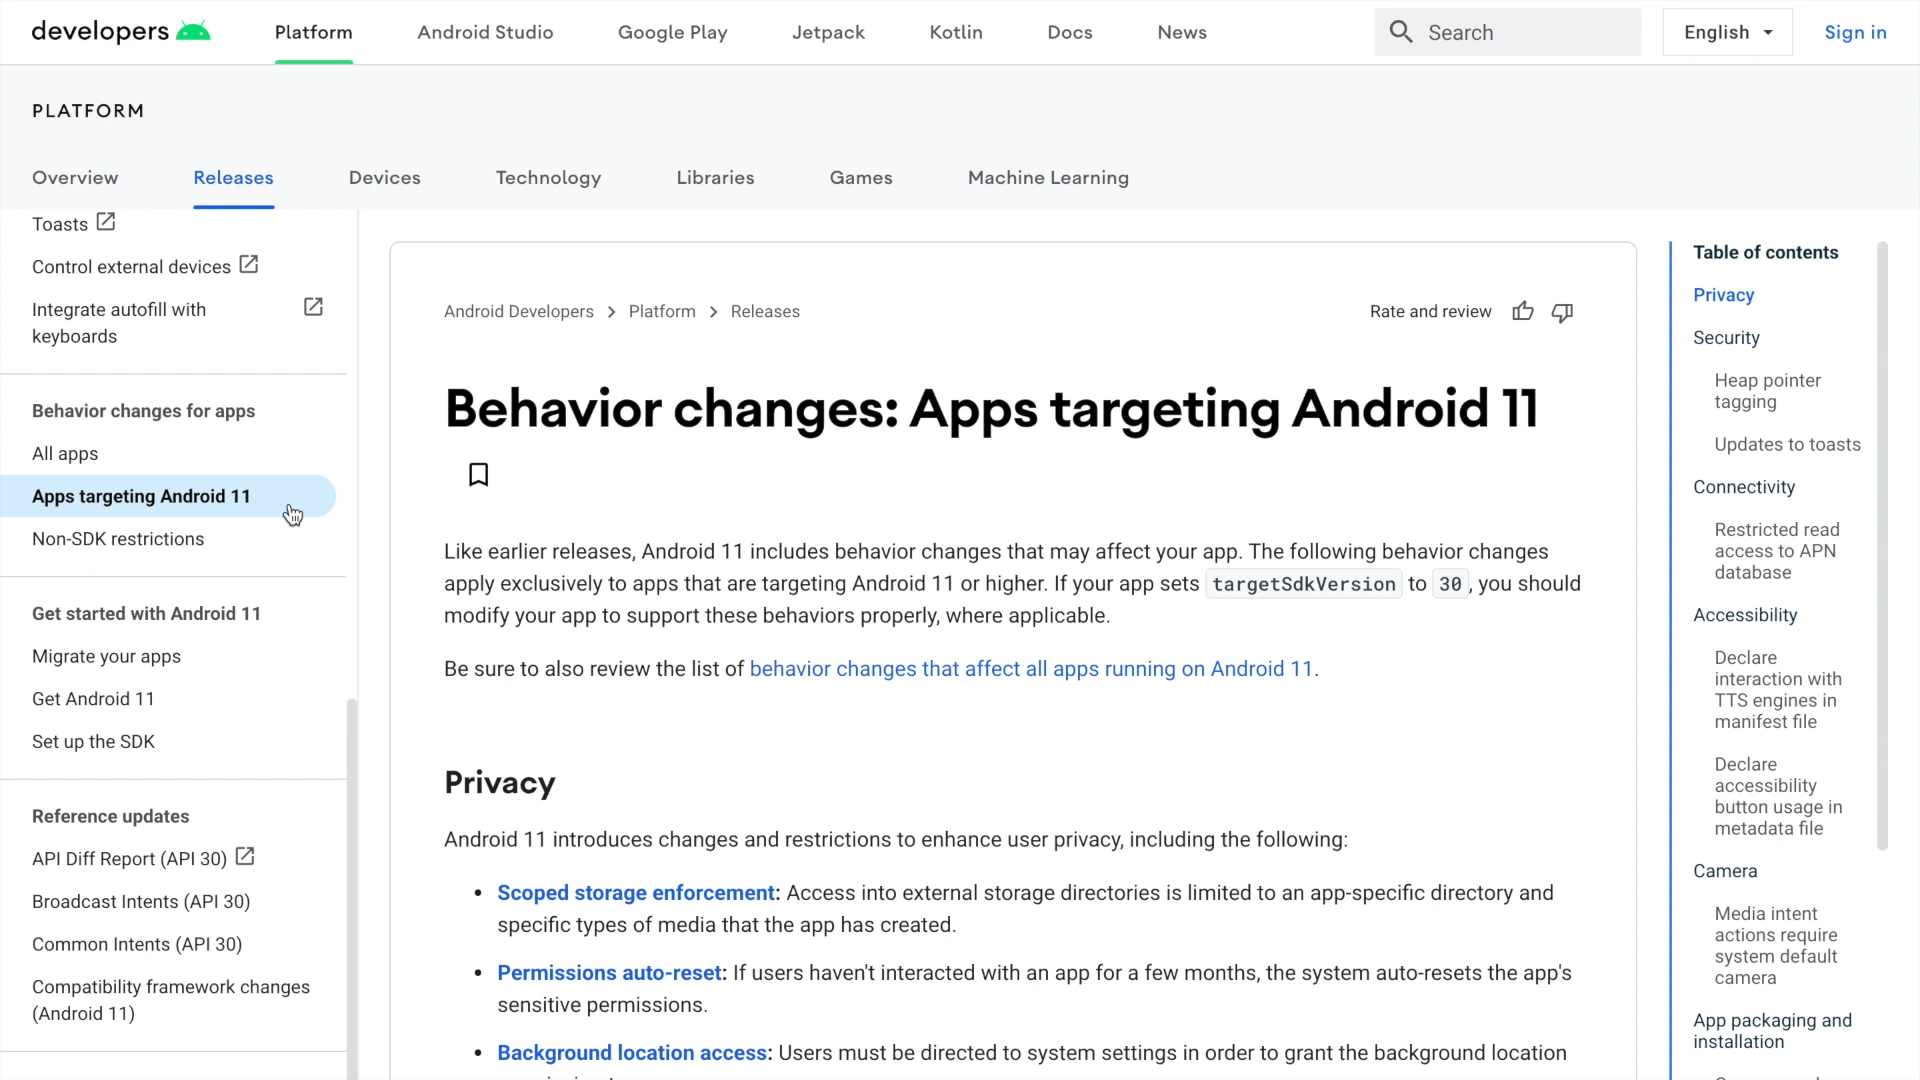 developers
Platform
Android Studio
Google Play
Jetpack
Kotlin
Docs
News
Search
English
Sign in
PLATFORM
Overview
Releases
Devices
Technology
Libraries
Games
Machine Learning
Toasts
Control external devices
Integrate autofill with
keyboards
Behavior changes for apps
All apps
Apps targeting Android 11
Non-SDK restrictions
Get started with Android 11
Migrate your apps
Get Android 11
Set up the SDK
Reference updates
API Diff Report (API 30)
Broadcast Intents (API 30)
Common Intents (API 30)
Compatibility framework changes
(Android 11)
Android Developers > Platform > Releases
Rate and review
Behavior changes: Apps targeting Android 11
Like earlier releases, Android 11 includes behavior changes that may affect your app. The following behavior changes
apply exclusively to apps that are targeting Android 11 or higher. If your app sets targetSdkVersion to 30, you should
modify your app to support these behaviors properly, where applicable.
Be sure to also review the list of behavior changes that affect all apps running on Android 11.
Privacy
Android 11 introduces changes and restrictions to enhance user privacy, including the following:
• Scoped storage enforcement: Access into external storage directories is limited to an app-specific directory and
specific types of media that the app has created.
• Permissions auto-reset: If users haven't interacted with an app for a few months, the system auto-resets the app's
sensitive permissions.
• Background location access: Users must be directed to system settings in order to grant the background location
Table of contents
Privacy
Security
Heap pointer
tagging
Updates to toasts
Connectivity
Restricted read
access to APN
database
Accessibility
Declare
interaction with
TTS engines in
manifest file
Declare
accessibility
button usage in
metadata file
Camera
Media intent
actions require
system default
camera
App packaging and
installation